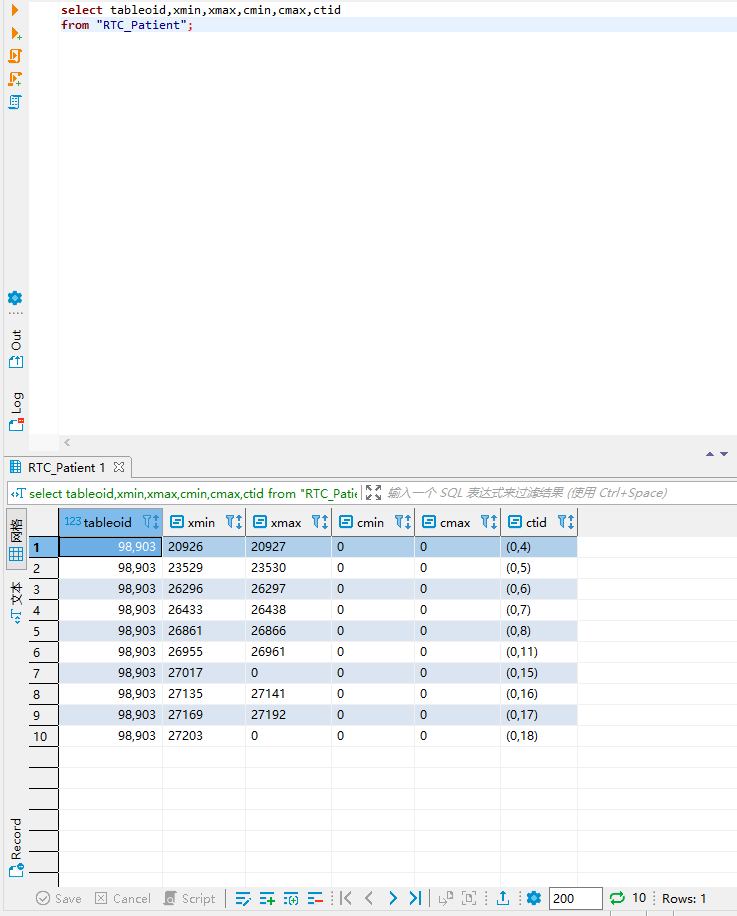 select tableoid,xmin,xmax,cmin,cmax,ctid
from "RTC_Patient";
Out
Log
RTC_Patient 1
select tableoid,xmin,xmax,cmin,cmax,ctid from "RTC_Patie
输入一个 SQL 表达式来过滤结果 (使用 Ctrl+Space)
网格
文本
Record
123 tableoid xmin xmax cmin cmax ctid
1 98,903 20926 20927 0 0 (0,4)
2 98,903 23529 23530 0 0 (0,5)
3 98,903 26296 26297 0 0 (0,6)
4 98,903 26433 26438 0 0 (0,7)
5 98,903 26861 26866 0 0 (0,8)
6 98,903 26955 26961 0 0 (0,11)
7 98,903 27017 0 0 0 (0,15)
8 98,903 27135 27141 0 0 (0,16)
9 98,903 27169 27192 0 0 (0,17)
10 98,903 27203 0 0 0 (0,18)
Save Cancel Script 200 10 Rows: 1